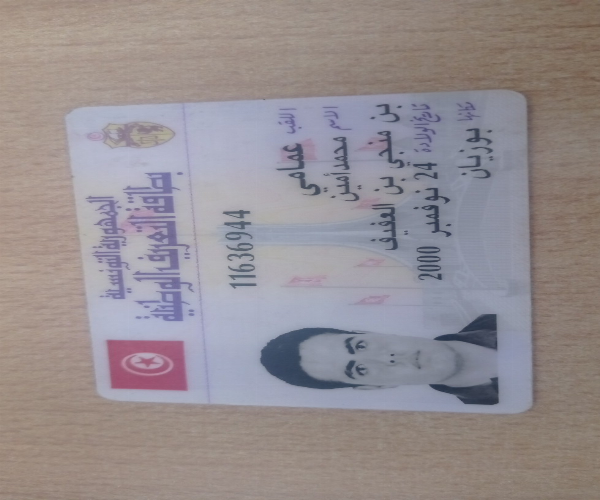 الجمهورية التونسية
بطاقة التعريف الوطنية
11636944
اللقب عمامي
الاسم محمد أمين
بن منجي بن العفيف
تاريخ الولادة 24 نوفمبر 2000
مكانها بوزيان